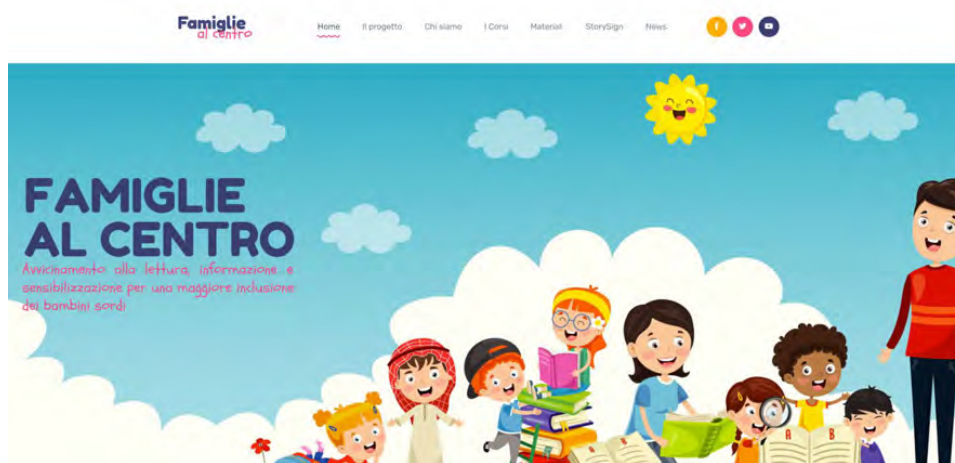 Famiglie
al centro
Home Il progetto Chi siamo I Corsi Materiali StorySign News
FAMIGLIE
AL CENTRO
Avvicinamento alla lettura, informazione e
sensibilizzazione per una maggiore inclusione
dei bambini sordi
A B